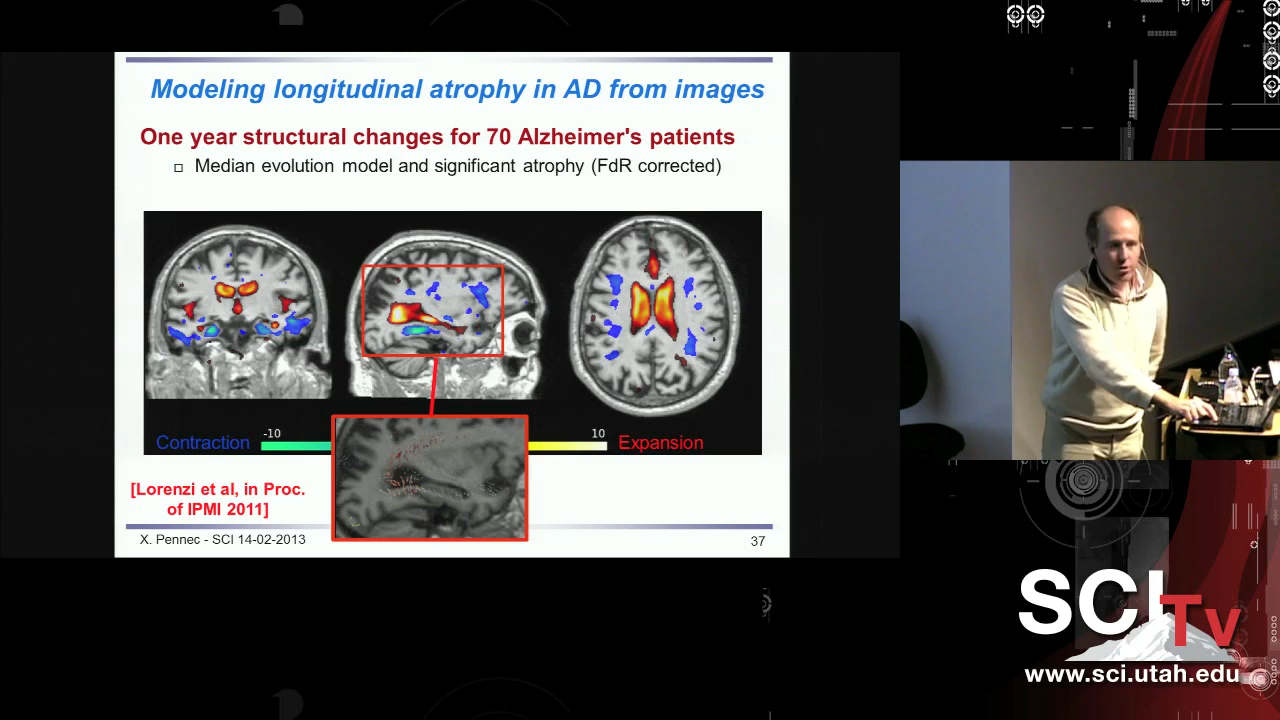 Modeling longitudinal atrophy in AD from images
One year structural changes for 70 Alzheimer's patients
Median evolution model and significant atrophy (FdR corrected)
Contraction
-10
10
Expansion
[Lorenzi et al, in Proc.
of IPMI 2011]
X. Pennec - SCI 14-02-2013
37
SCI
Tv
www.sci.utah.edu